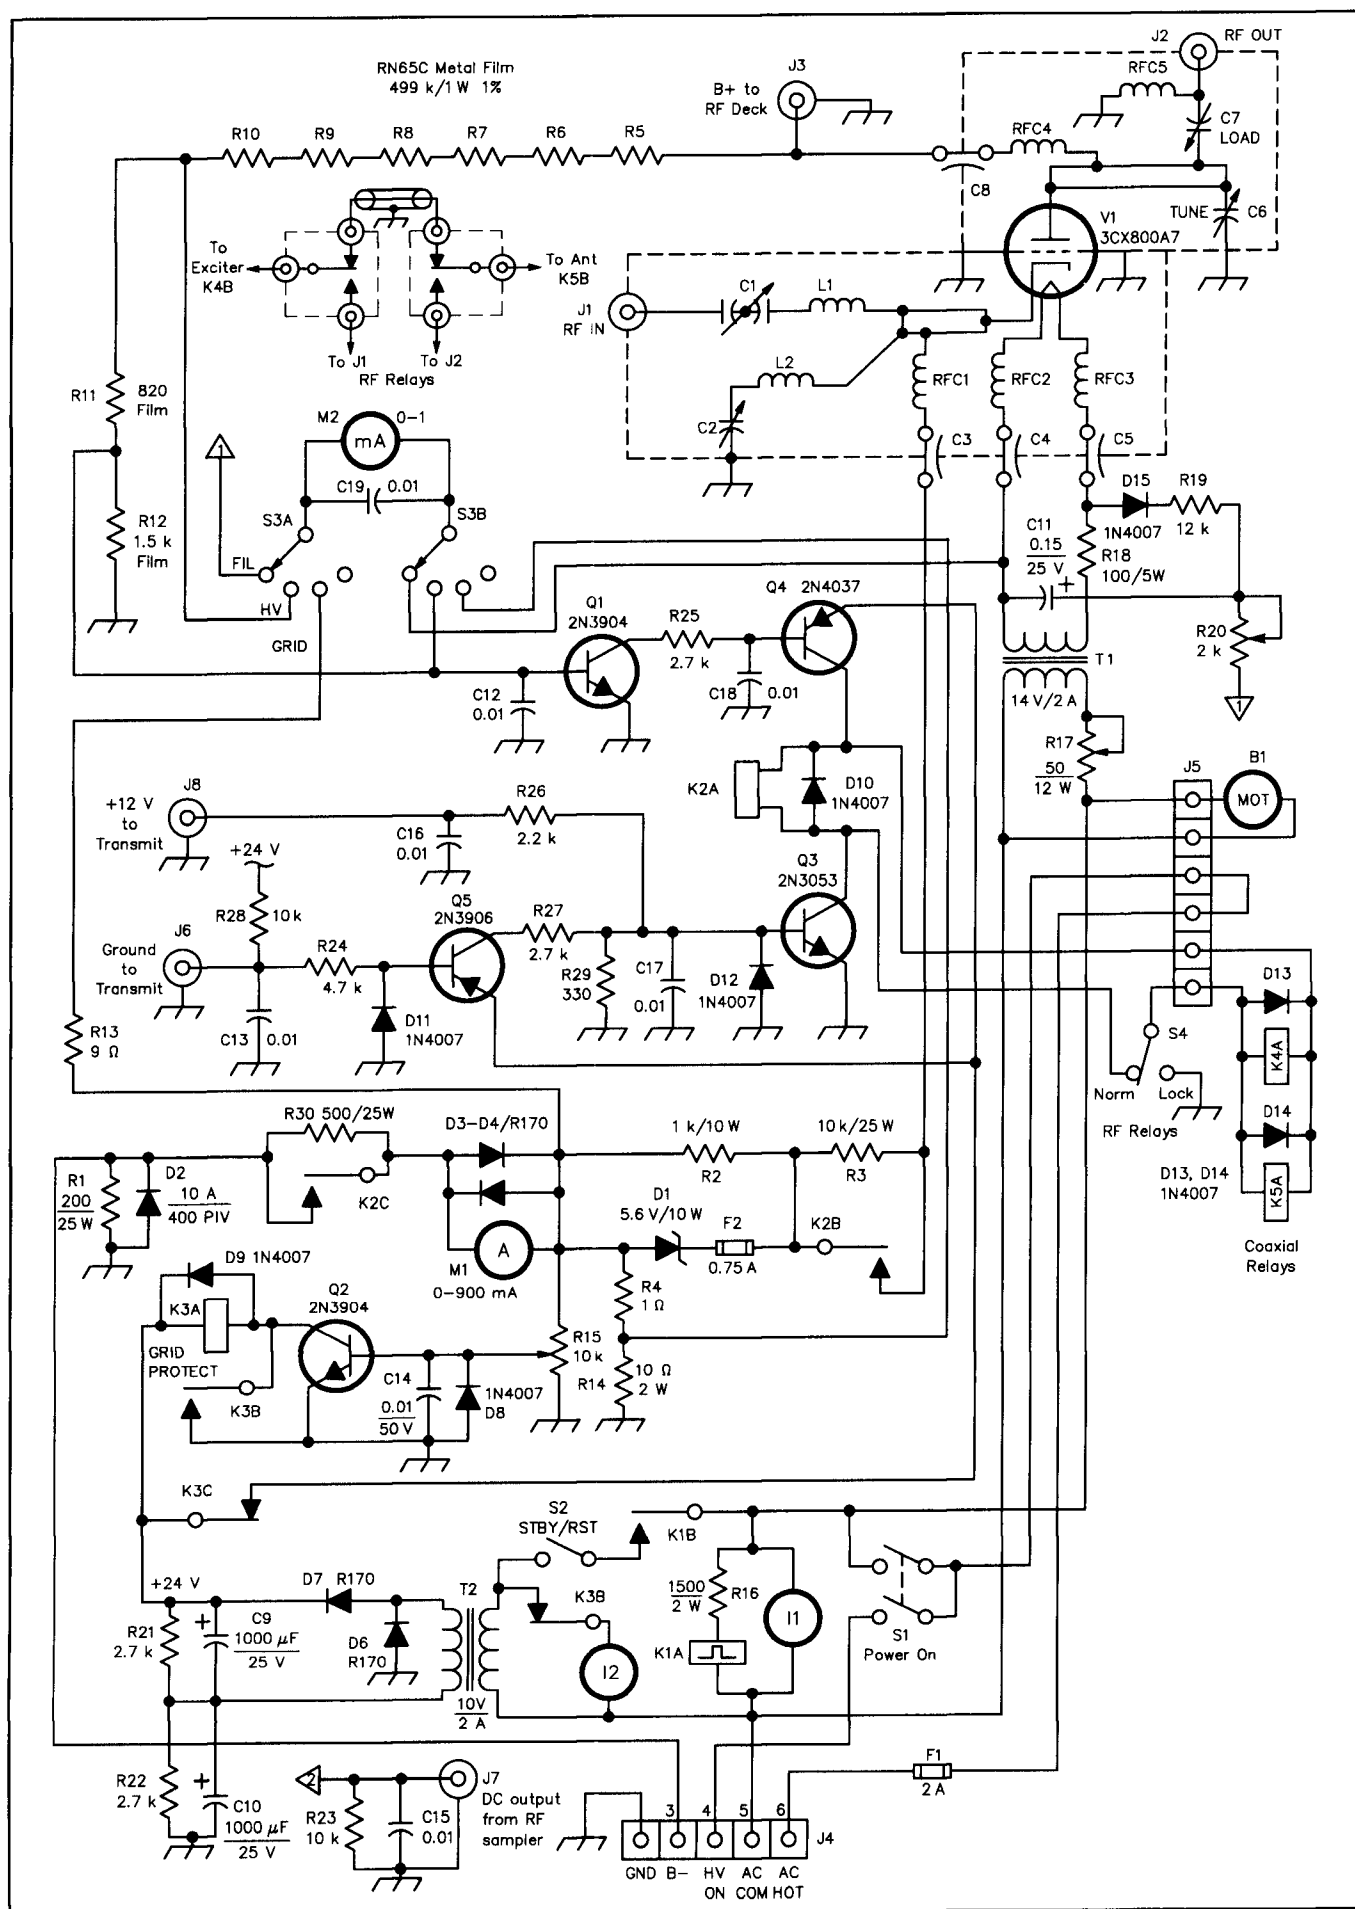 RN65C Metal Film
499 k/1 W 1%
J3
B+ to
RF Deck
J2
RF OUT
RFC5
C7
LOAD
R10
R9
R8
R7
R6
R5
RFC4
C8
V1
3CX800A7
TUNE
C6
To
Exciter
K4B
To Ant
K5B
To J1
To J2
RF Relays
J1
RF IN
C1
L1
L2
C2
RFC1
RFC2
RFC3
C3
C4
C5
R11
820
Film
M2
0-1
mA
C19
0.01
S3A
S3B
R12
1.5 k
Film
1
FIL
HV
GRID
D15
1N4007
R19
12 k
C11
0.15
25 V
+
R18
100/5W
Q1
2N3904
R25
2.7 k
Q4
2N4037
C12
0.01
C18
0.01
R20
2 k
1
T1
14 V/2 A
R17
50
12 W
J5
B1
MOT
K2A
D10
1N4007
J8
+12 V
to
Transmit
R26
2.2 k
C16
0.01
+24 V
R28
10 k
Q5
2N3906
R27
2.7 k
Q3
2N3053
J6
Ground
to
Transmit
R24
4.7 k
R29
330
C17
0.01
D12
1N4007
C13
0.01
D11
1N4007
R13
9 Ω
D13
K4A
S4
Norm
Lock
RF Relays
D14
K5A
D13, D14
1N4007
Coaxial
Relays
R30 500/25W
D3-D4/R170
1 k/10 W
R2
10 k/25 W
R3
R1
200
25 W
D2
10 A
400 PIV
K2C
A
M1
0-900 mA
D1
5.6 V/10 W
F2
0.75 A
K2B
D9 1N4007
K3A
Q2
2N3904
R4
1 Ω
GRID
PROTECT
R15
10 k
10 Ω
2 W
R14
K3B
C14
0.01
50 V
1N4007
D8
K3C
S2
STBY/RST
K1B
+24 V
D7
R170
T2
K3B
1500
2 W
R16
I1
S1
Power On
R21
2.7 k
+
C9
1000 µF
25 V
D6
R170
I2
K1A
10V
2 A
R22
2.7 k
+
C10
1000 µF
25 V
2
R23
10 k
C15
0.01
J7
DC output
from RF
sampler
F1
2 A
3
4
5
6
J4
GND
B-
HV
ON
AC
COM
AC
HOT